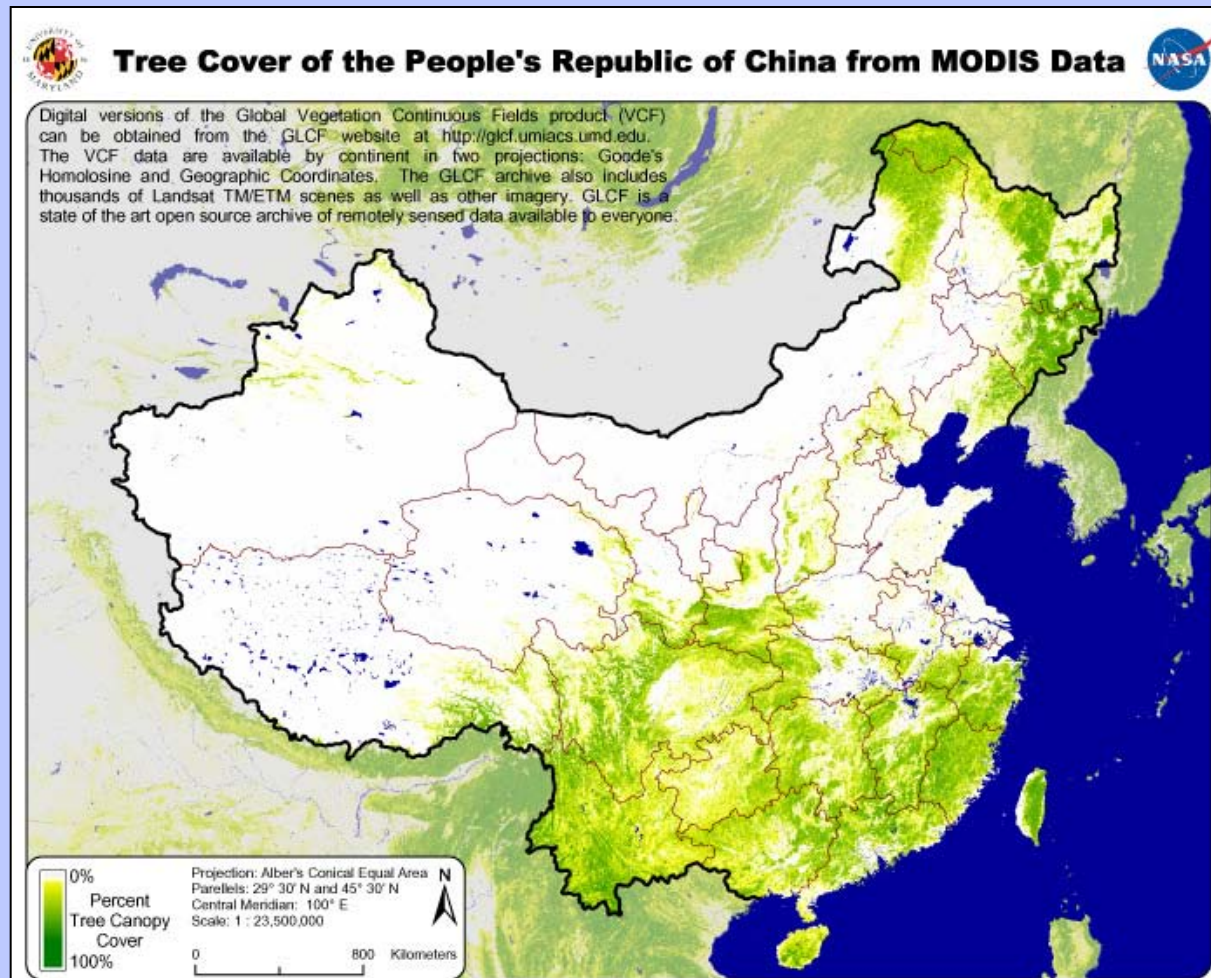 UNIVERSITY OF
MARYLAND
Tree Cover of the People's Republic of China from MODIS Data
NASA
Digital versions of the Global Vegetation Continuous Fields product (VCF)
can be obtained from the GLCF website at http://glcf.umiacs.umd.edu.
The VCF data are available by continent in two projections: Goode's
Homolosine and Geographic Coordinates. The GLCF archive also includes
thousands of Landsat TM/ETM scenes as well as other imagery. GLCF is a
state of the art open source archive of remotely sensed data available to everyone.
0%
Percent
Tree Canopy
Cover
100%
Projection: Alber's Conical Equal Area
Parellels: 29° 30' N and 45° 30' N
Central Meridian: 100° E
Scale: 1 : 23,500,000
N
0 800 Kilometers